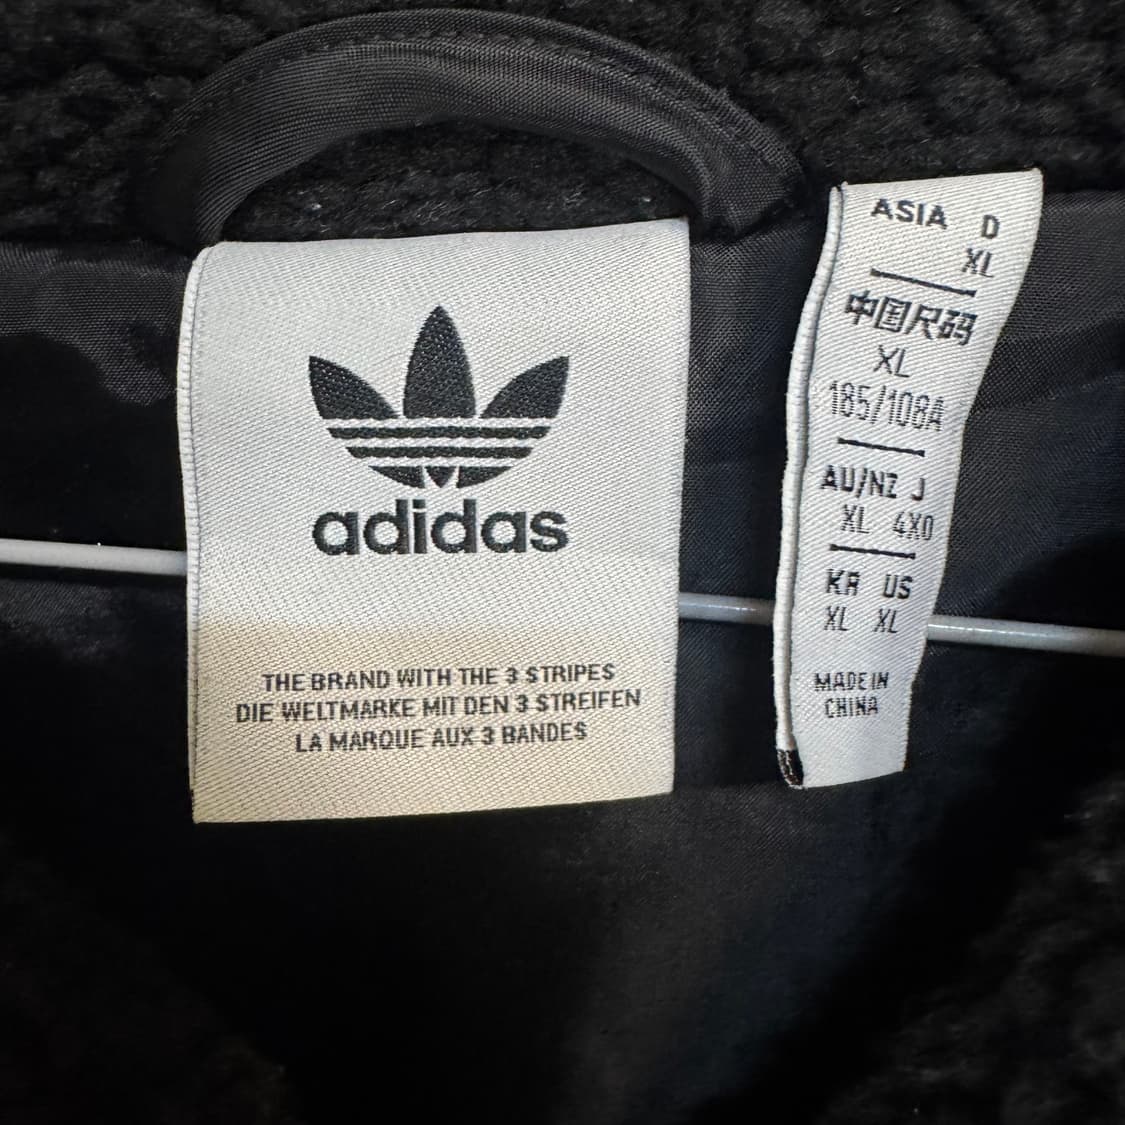 adidas
THE BRAND WITH THE 3 STRIPES
DIE WELTMARKE MIT DEN 3 STREIFEN
LA MARQUE AUX 3 BANDES
ASIA D
XL
中国尺码
XL
185/108A
AU/NZ J
XL 4XO
KR US
XL XL
MADE IN
CHINA